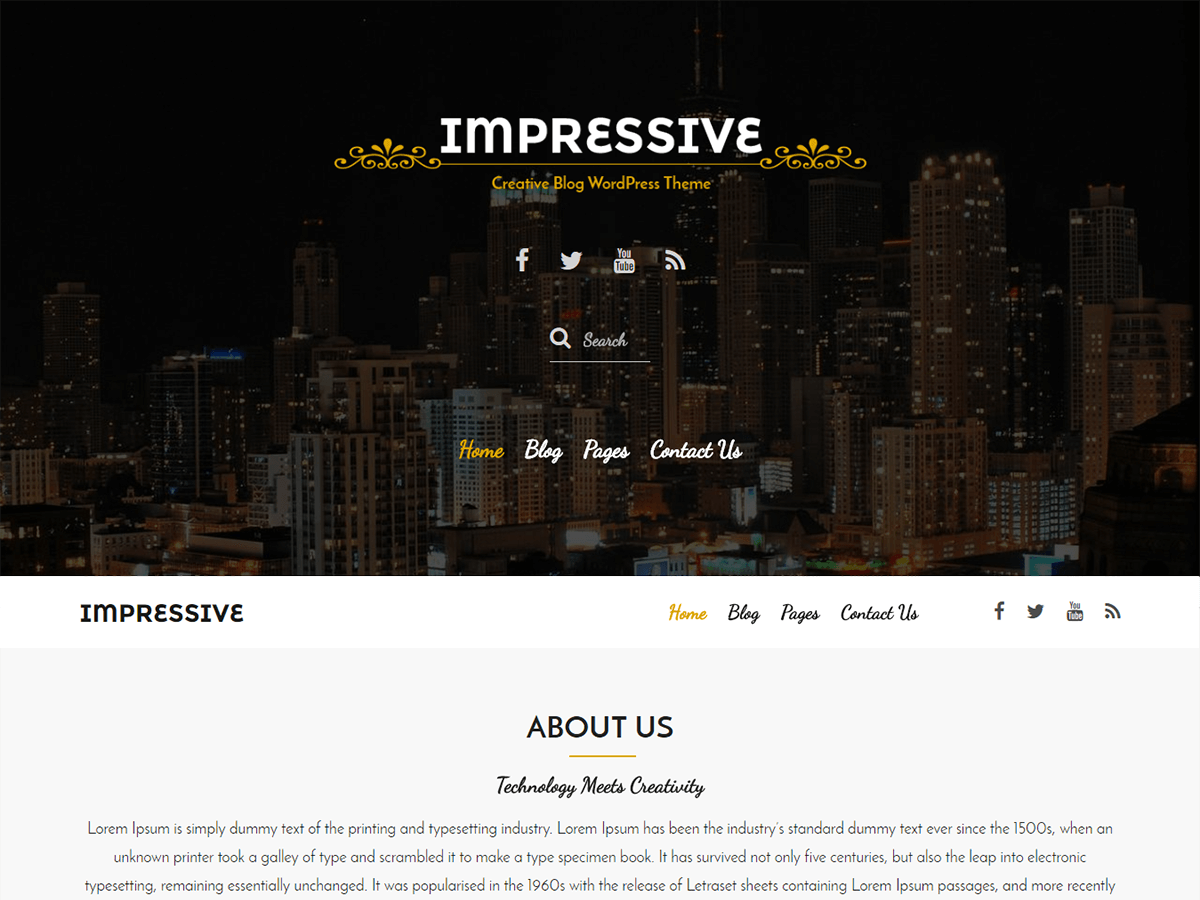 IMPRESSIVE
Creative Blog WordPress Theme
You
Tube
Search
Home Blog Pages Contact Us
IMPRESSIVE Home Blog Pages Contact Us You
Tube
ABOUT US
Technology Meets Creativity
Lorem Ipsum is simply dummy text of the printing and typesetting industry. Lorem Ipsum has been the industry's standard dummy text ever since the 1500s, when an
unknown printer took a galley of type and scrambled it to make a type specimen book. It has survived not only five centuries, but also the leap into electronic
typesetting, remaining essentially unchanged. It was popularised in the 1960s with the release of Letraset sheets containing Lorem Ipsum passages, and more recently